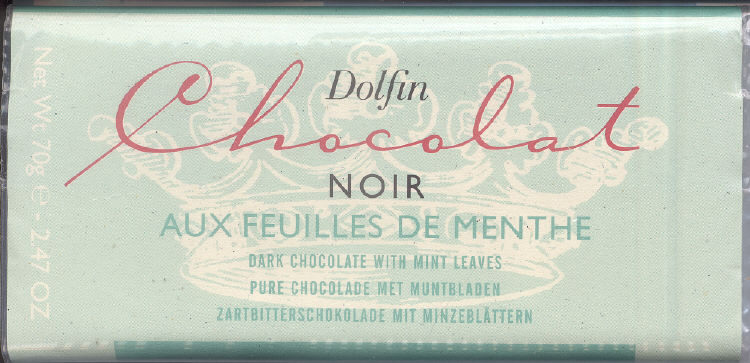 Dolfin
Chocolat
NOIR
AUX FEUILLES DE MENTHE
DARK CHOCOLATE WITH MINT LEAVES
PURE CHOCOLADE MET MUNTBLADEN
ZARTBITTERSCHOKOLADE MIT MINZEBLÄTTERN
Net Wt 70g e - 2.47 OZ